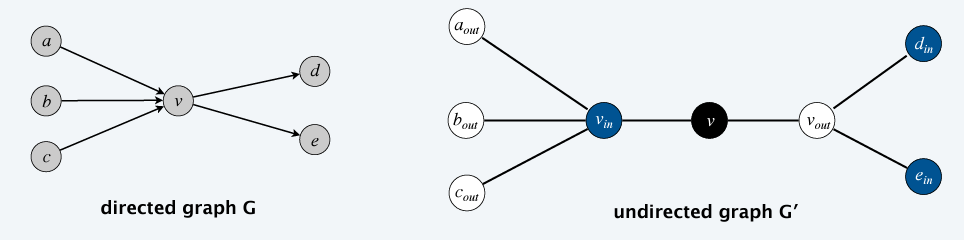 a
b
c
v
d
e
directed graph G
a_out
b_out
c_out
v_in
v
v_out
d_in
e_in
undirected graph G′